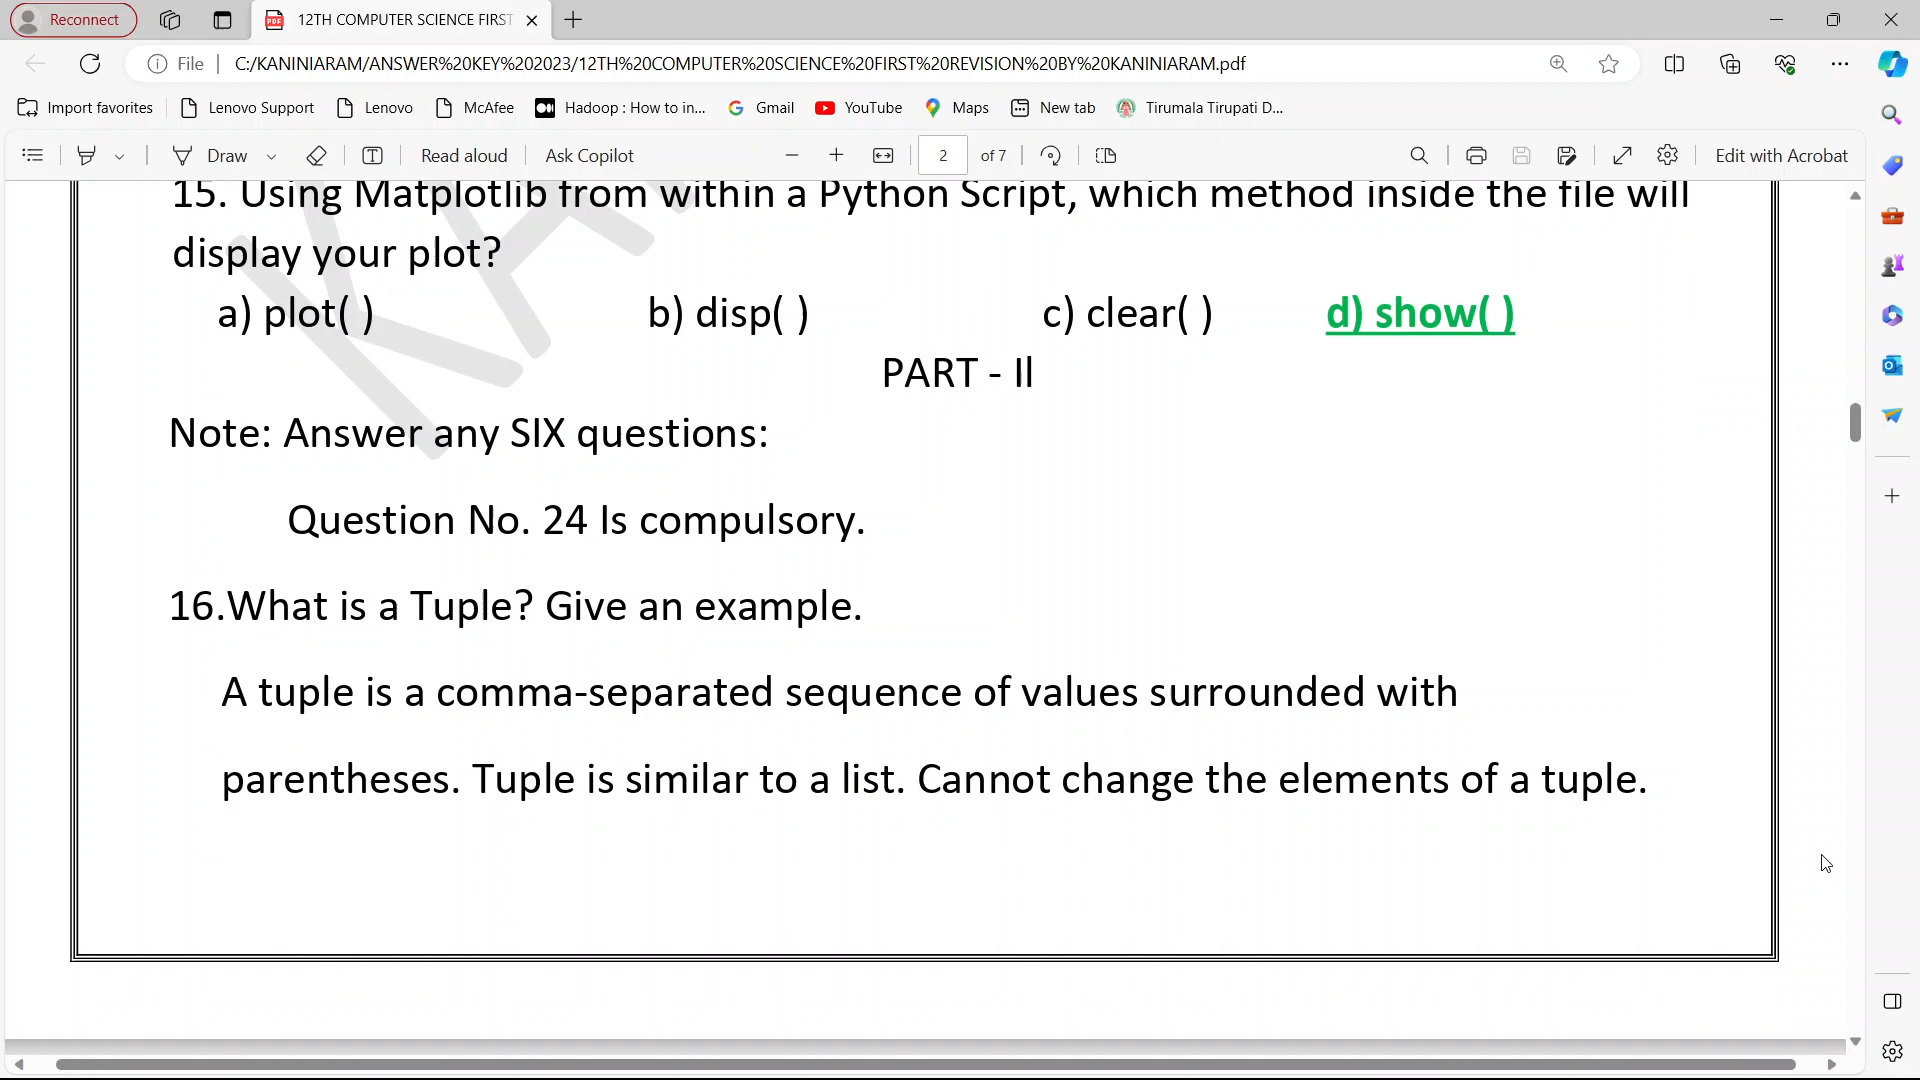 Reconnect
12TH COMPUTER SCIENCE FIRST
File
C:/KANINIARAM/ANSWER%20KEY%202023/12TH%20COMPUTER%20SCIENCE%20FIRST%20REVISION%20BY%20KANINIARAM.pdf
Import favorites
Lenovo Support
Lenovo
McAfee
Hadoop : How to in...
Gmail
YouTube
Maps
New tab
Tirumala Tirupati D...
Draw
Read aloud
Ask Copilot
2 of 7
Edit with Acrobat
15. Using Matplotlib from within a Python Script, which method inside the file will
display your plot?
a) plot( ) b) disp( ) c) clear( ) d) show( )
PART - Il
Note: Answer any SIX questions:
Question No. 24 Is compulsory.
16.What is a Tuple? Give an example.
A tuple is a comma-separated sequence of values surrounded with
parentheses. Tuple is similar to a list. Cannot change the elements of a tuple.